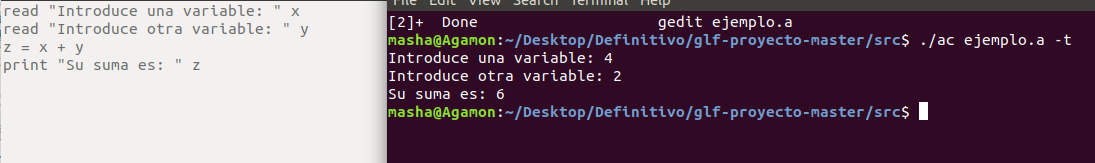 read "Introduce una variable: " x
read "Introduce otra variable: " y
z = x + y
print "Su suma es: " z
File Edit View Search Terminal Help
[2]+  Done                    gedit ejemplo.a
masha@Agamon:~/Desktop/Definitivo/glf-proyecto-master/src$ ./ac ejemplo.a -t
Introduce una variable: 4
Introduce otra variable: 2
Su suma es: 6
masha@Agamon:~/Desktop/Definitivo/glf-proyecto-master/src$